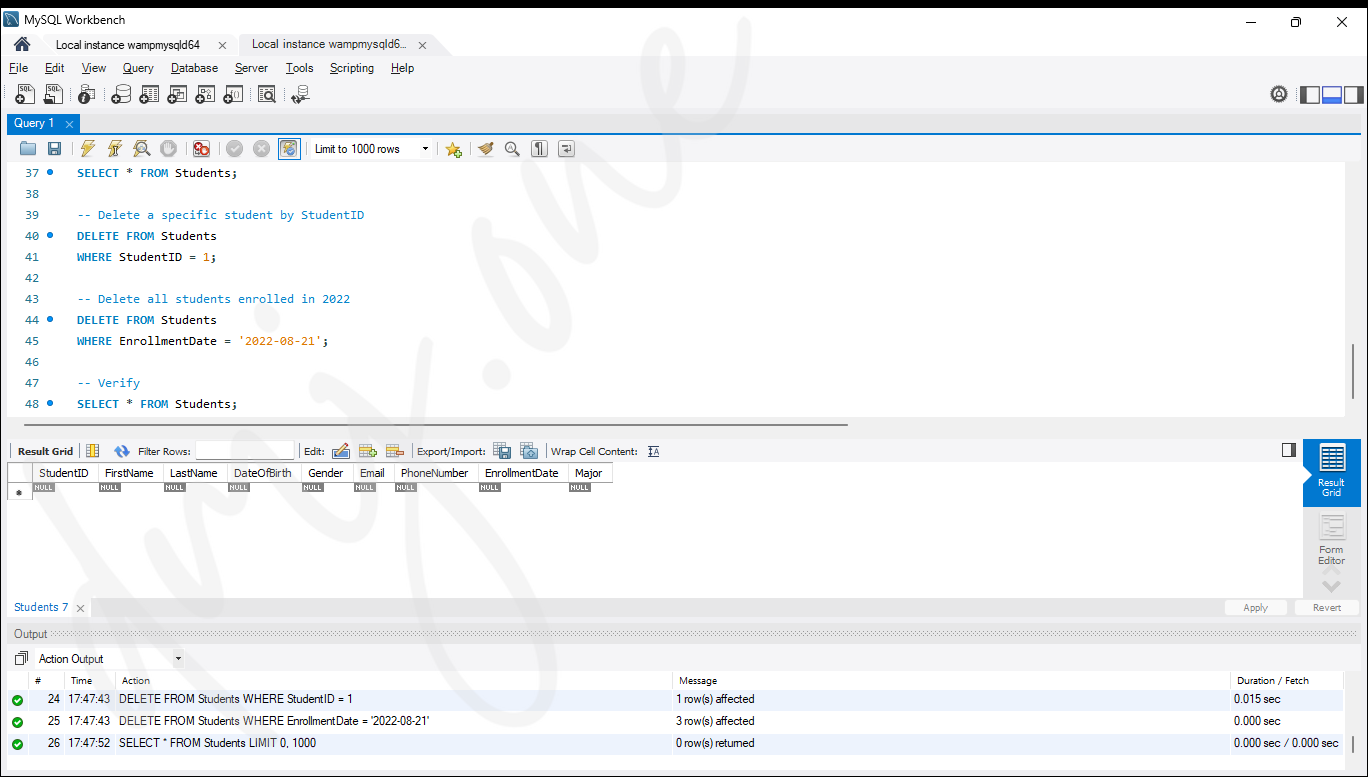 MySQL Workbench
Local instance wampmysqld64
Local instance wampmysqld6...
File Edit View Query Database Server Tools Scripting Help
Query 1
Limit to 1000 rows
37 SELECT * FROM Students;
38
39 -- Delete a specific student by StudentID
40 DELETE FROM Students
41 WHERE StudentID = 1;
42
43 -- Delete all students enrolled in 2022
44 DELETE FROM Students
45 WHERE EnrollmentDate = '2022-08-21';
46
47 -- Verify
48 SELECT * FROM Students;
Result Grid Filter Rows: Edit: Export/Import: Wrap Cell Content:
StudentID FirstName LastName DateOfBirth Gender Email PhoneNumber EnrollmentDate Major
NULL NULL NULL NULL NULL NULL NULL NULL NULL
Result
Grid
Form
Editor
Students 7
Apply Revert
Output
Action Output
# Time Action Message Duration / Fetch
24 17:47:43 DELETE FROM Students WHERE StudentID = 1 1 row(s) affected 0.015 sec
25 17:47:43 DELETE FROM Students WHERE EnrollmentDate = '2022-08-21' 3 row(s) affected 0.000 sec
26 17:47:52 SELECT * FROM Students LIMIT 0, 1000 0 row(s) returned 0.000 sec / 0.000 sec